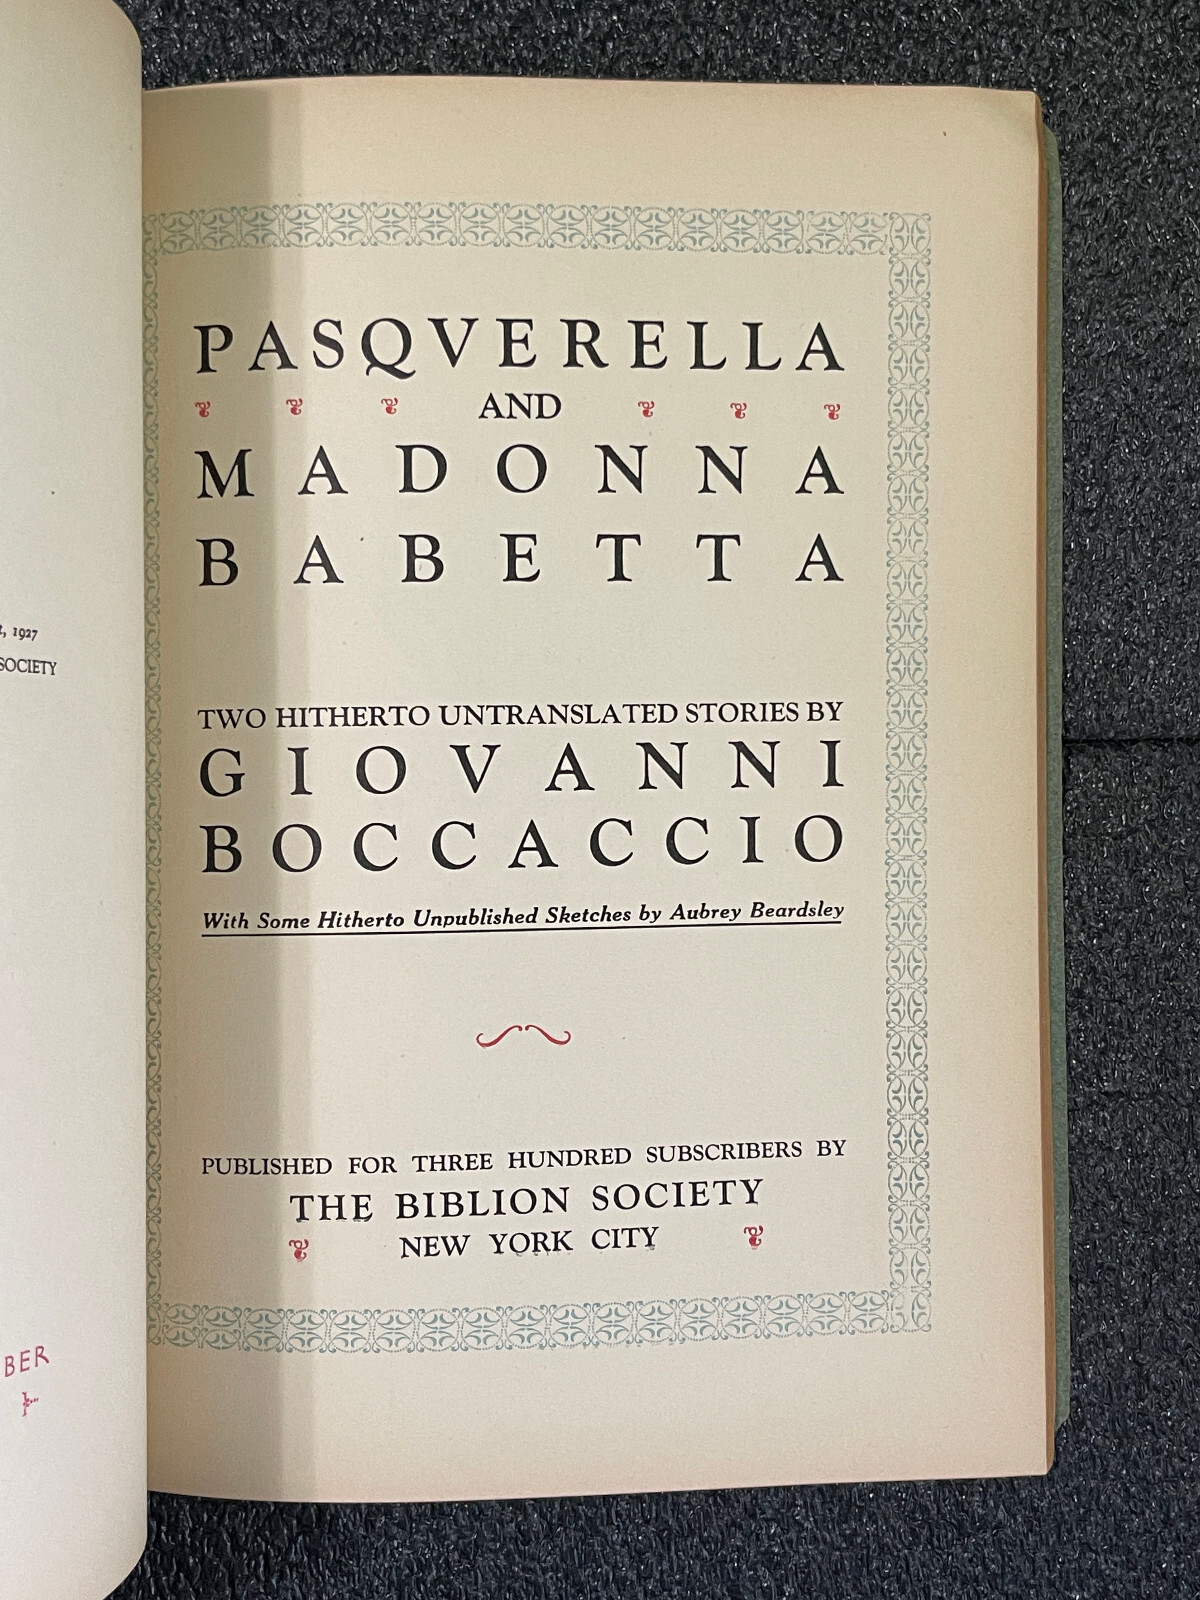 , 1927
SOCIETY
BER
PASQVERELLA
AND
MADONNA
BABETTA
TWO HITHERTO UNTRANSLATED STORIES BY
GIOVANNI
BOCCACCIO
With Some Hitherto Unpublished Sketches by Aubrey Beardsley
PUBLISHED FOR THREE HUNDRED SUBSCRIBERS BY
THE BIBLION SOCIETY
NEW YORK CITY